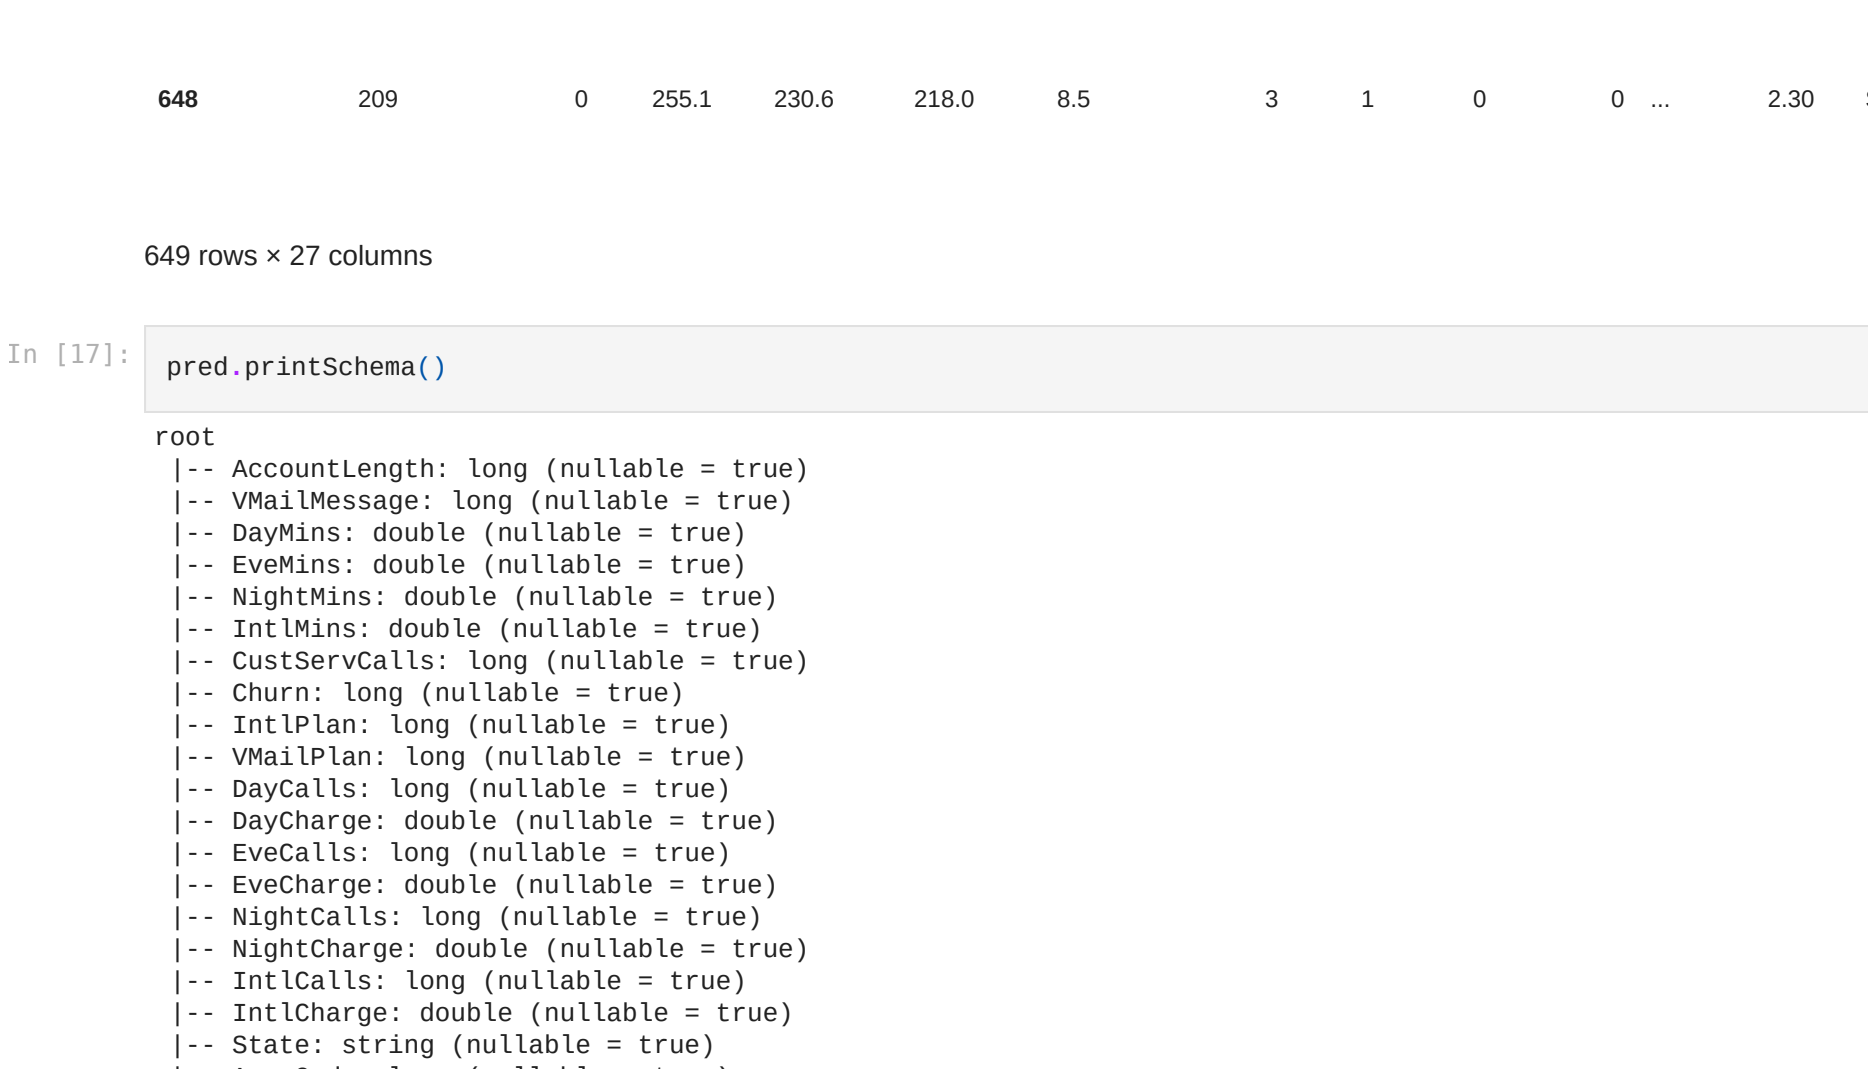 648 209 0 255.1 230.6 218.0 8.5 3 1 0 0 ... 2.30
649 rows × 27 columns
In [17]: pred.printSchema()
root
 |-- AccountLength: long (nullable = true)
 |-- VMailMessage: long (nullable = true)
 |-- DayMins: double (nullable = true)
 |-- EveMins: double (nullable = true)
 |-- NightMins: double (nullable = true)
 |-- IntlMins: double (nullable = true)
 |-- CustServCalls: long (nullable = true)
 |-- Churn: long (nullable = true)
 |-- IntlPlan: long (nullable = true)
 |-- VMailPlan: long (nullable = true)
 |-- DayCalls: long (nullable = true)
 |-- DayCharge: double (nullable = true)
 |-- EveCalls: long (nullable = true)
 |-- EveCharge: double (nullable = true)
 |-- NightCalls: long (nullable = true)
 |-- NightCharge: double (nullable = true)
 |-- IntlCalls: long (nullable = true)
 |-- IntlCharge: double (nullable = true)
 |-- State: string (nullable = true)